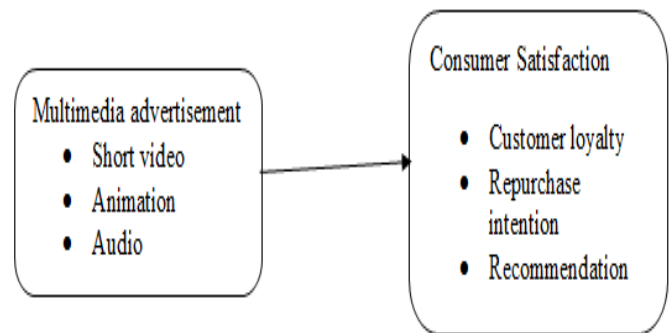 Multimedia advertisement
• Short video
• Animation
• Audio
Consumer Satisfaction
• Customer loyalty
• Repurchase
intention
• Recommendation